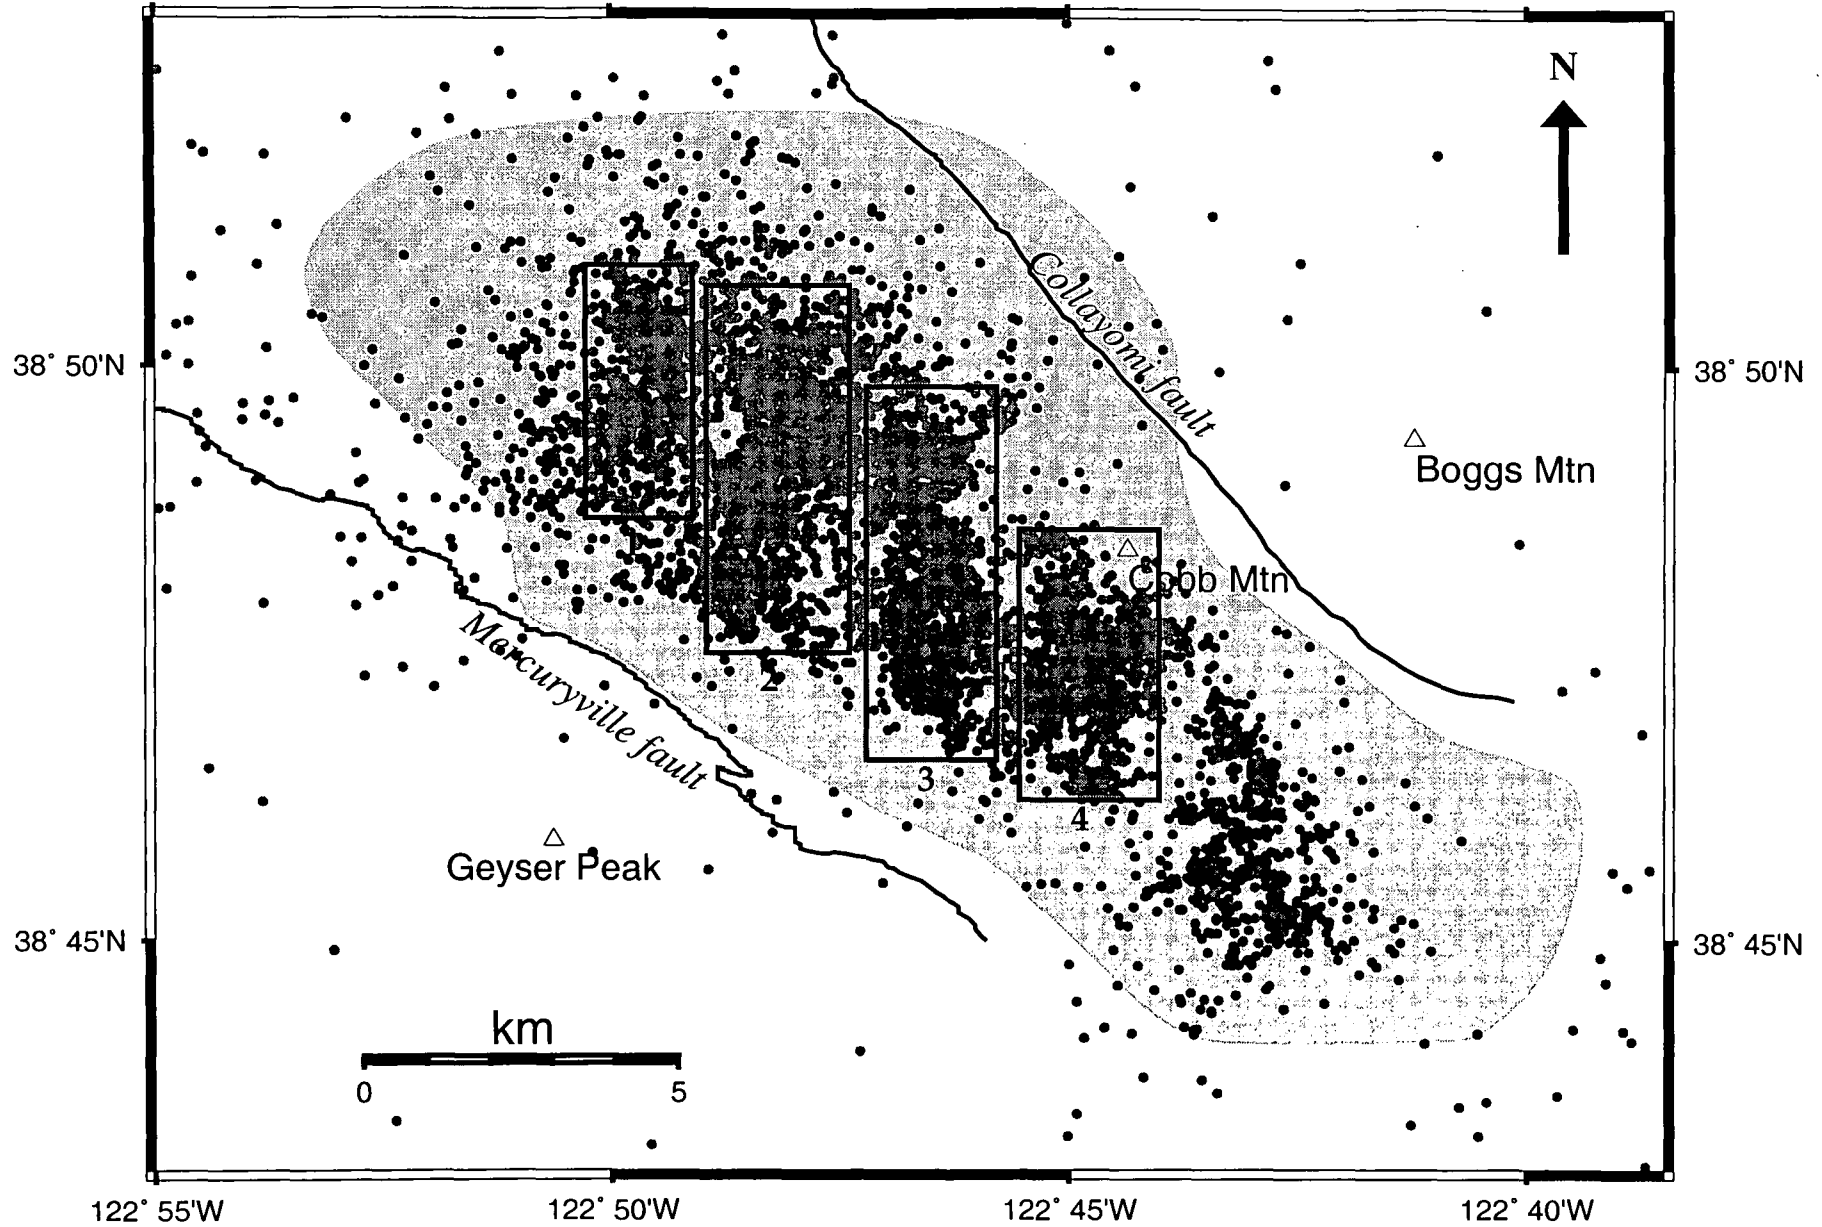 N
Collayomi fault
38° 50'N
38° 50'N
Boggs Mtn
1
Cobb Mtn
Mercuryville fault
2
3
4
Geyser Peak
38° 45'N
38° 45'N
km
0 5
122° 55'W 122° 50'W 122° 45'W 122° 40'W